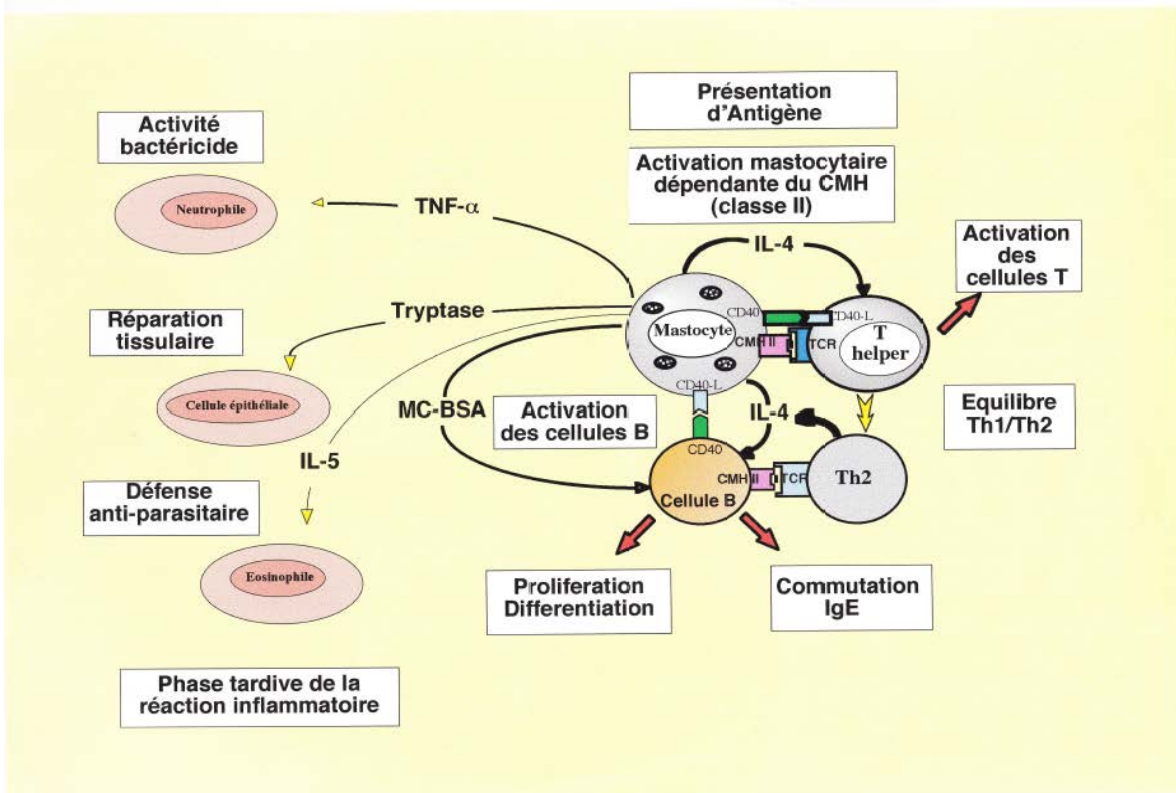 Présentation
d'Antigène
Activité
bactéricide
Activation mastocytaire
dépendante du CMH
(classe II)
Neutrophile
TNF-α
IL-4
Activation
des
cellules T
Tryptase
CD40
CD40-L
Réparation
tissulaire
Mastocyte
CMH II
TCR
T
helper
CD40-L
Cellule épithéliale
MC-BSA
Activation
des cellules B
IL-4
Equilibre
Th1/Th2
IL-5
CD40
CMH II
TCR
Th2
Cellule B
Défense
anti-parasitaire
Eosinophile
Proliferation
Differentiation
Commutation
IgE
Phase tardive de la
réaction inflammatoire